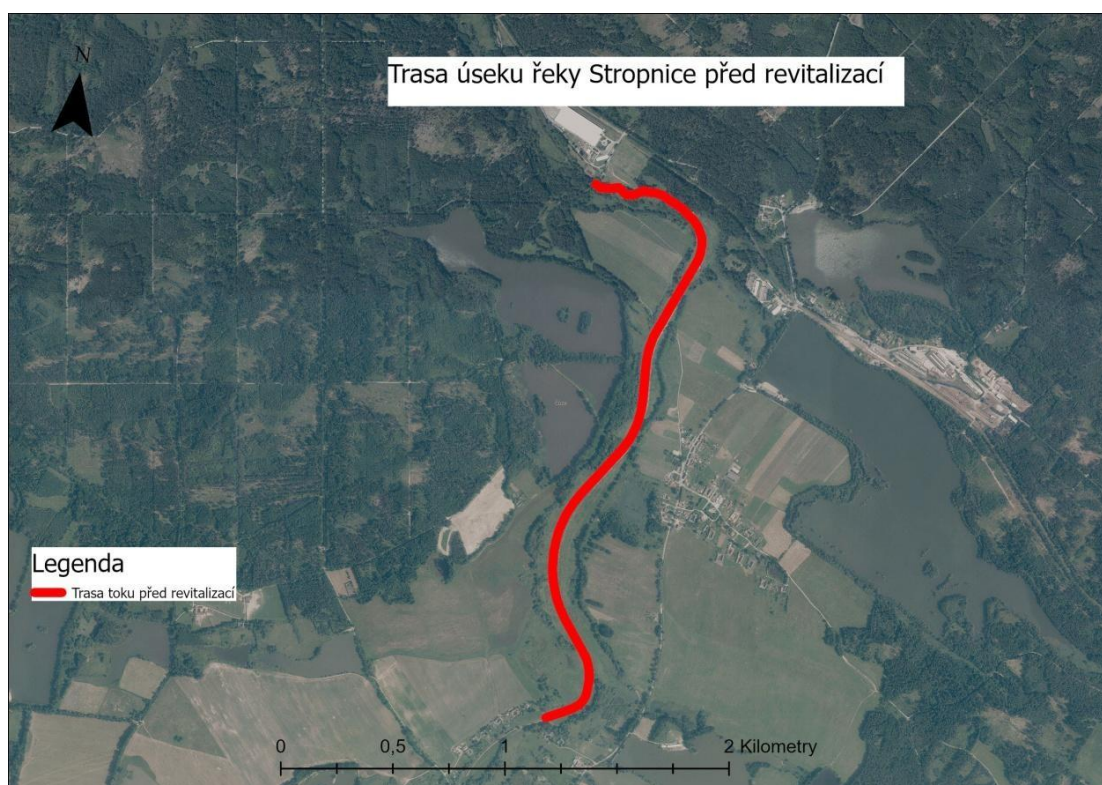 N
Trasa úseku řeky Stropnice před revitalizací
Legenda
Trasa toku před revitalizací
0 0,5 1 2 Kilometry